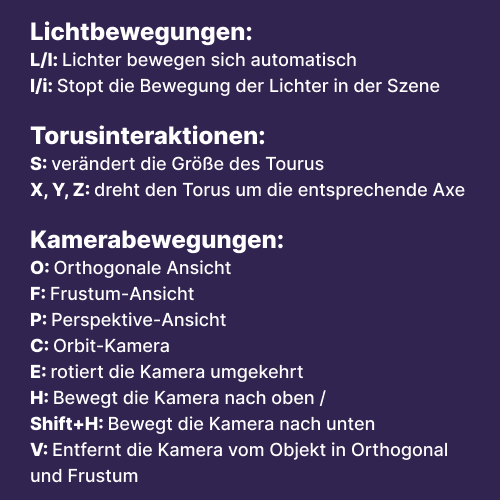 Lichtbewegungen:
L/l: Lichter bewegen sich automatisch
I/i: Stopt die Bewegung der Lichter in der Szene
Torusinteraktionen:
S: verändert die Größe des Tourus
X, Y, Z: dreht den Torus um die entsprechende Axe
Kamerabewegungen:
O: Orthogonale Ansicht
F: Frustum-Ansicht
P: Perspektive-Ansicht
C: Orbit-Kamera
E: rotiert die Kamera umgekehrt
H: Bewegt die Kamera nach oben /
Shift+H: Bewegt die Kamera nach unten
V: Entfernt die Kamera vom Objekt in Orthogonal
und Frustum